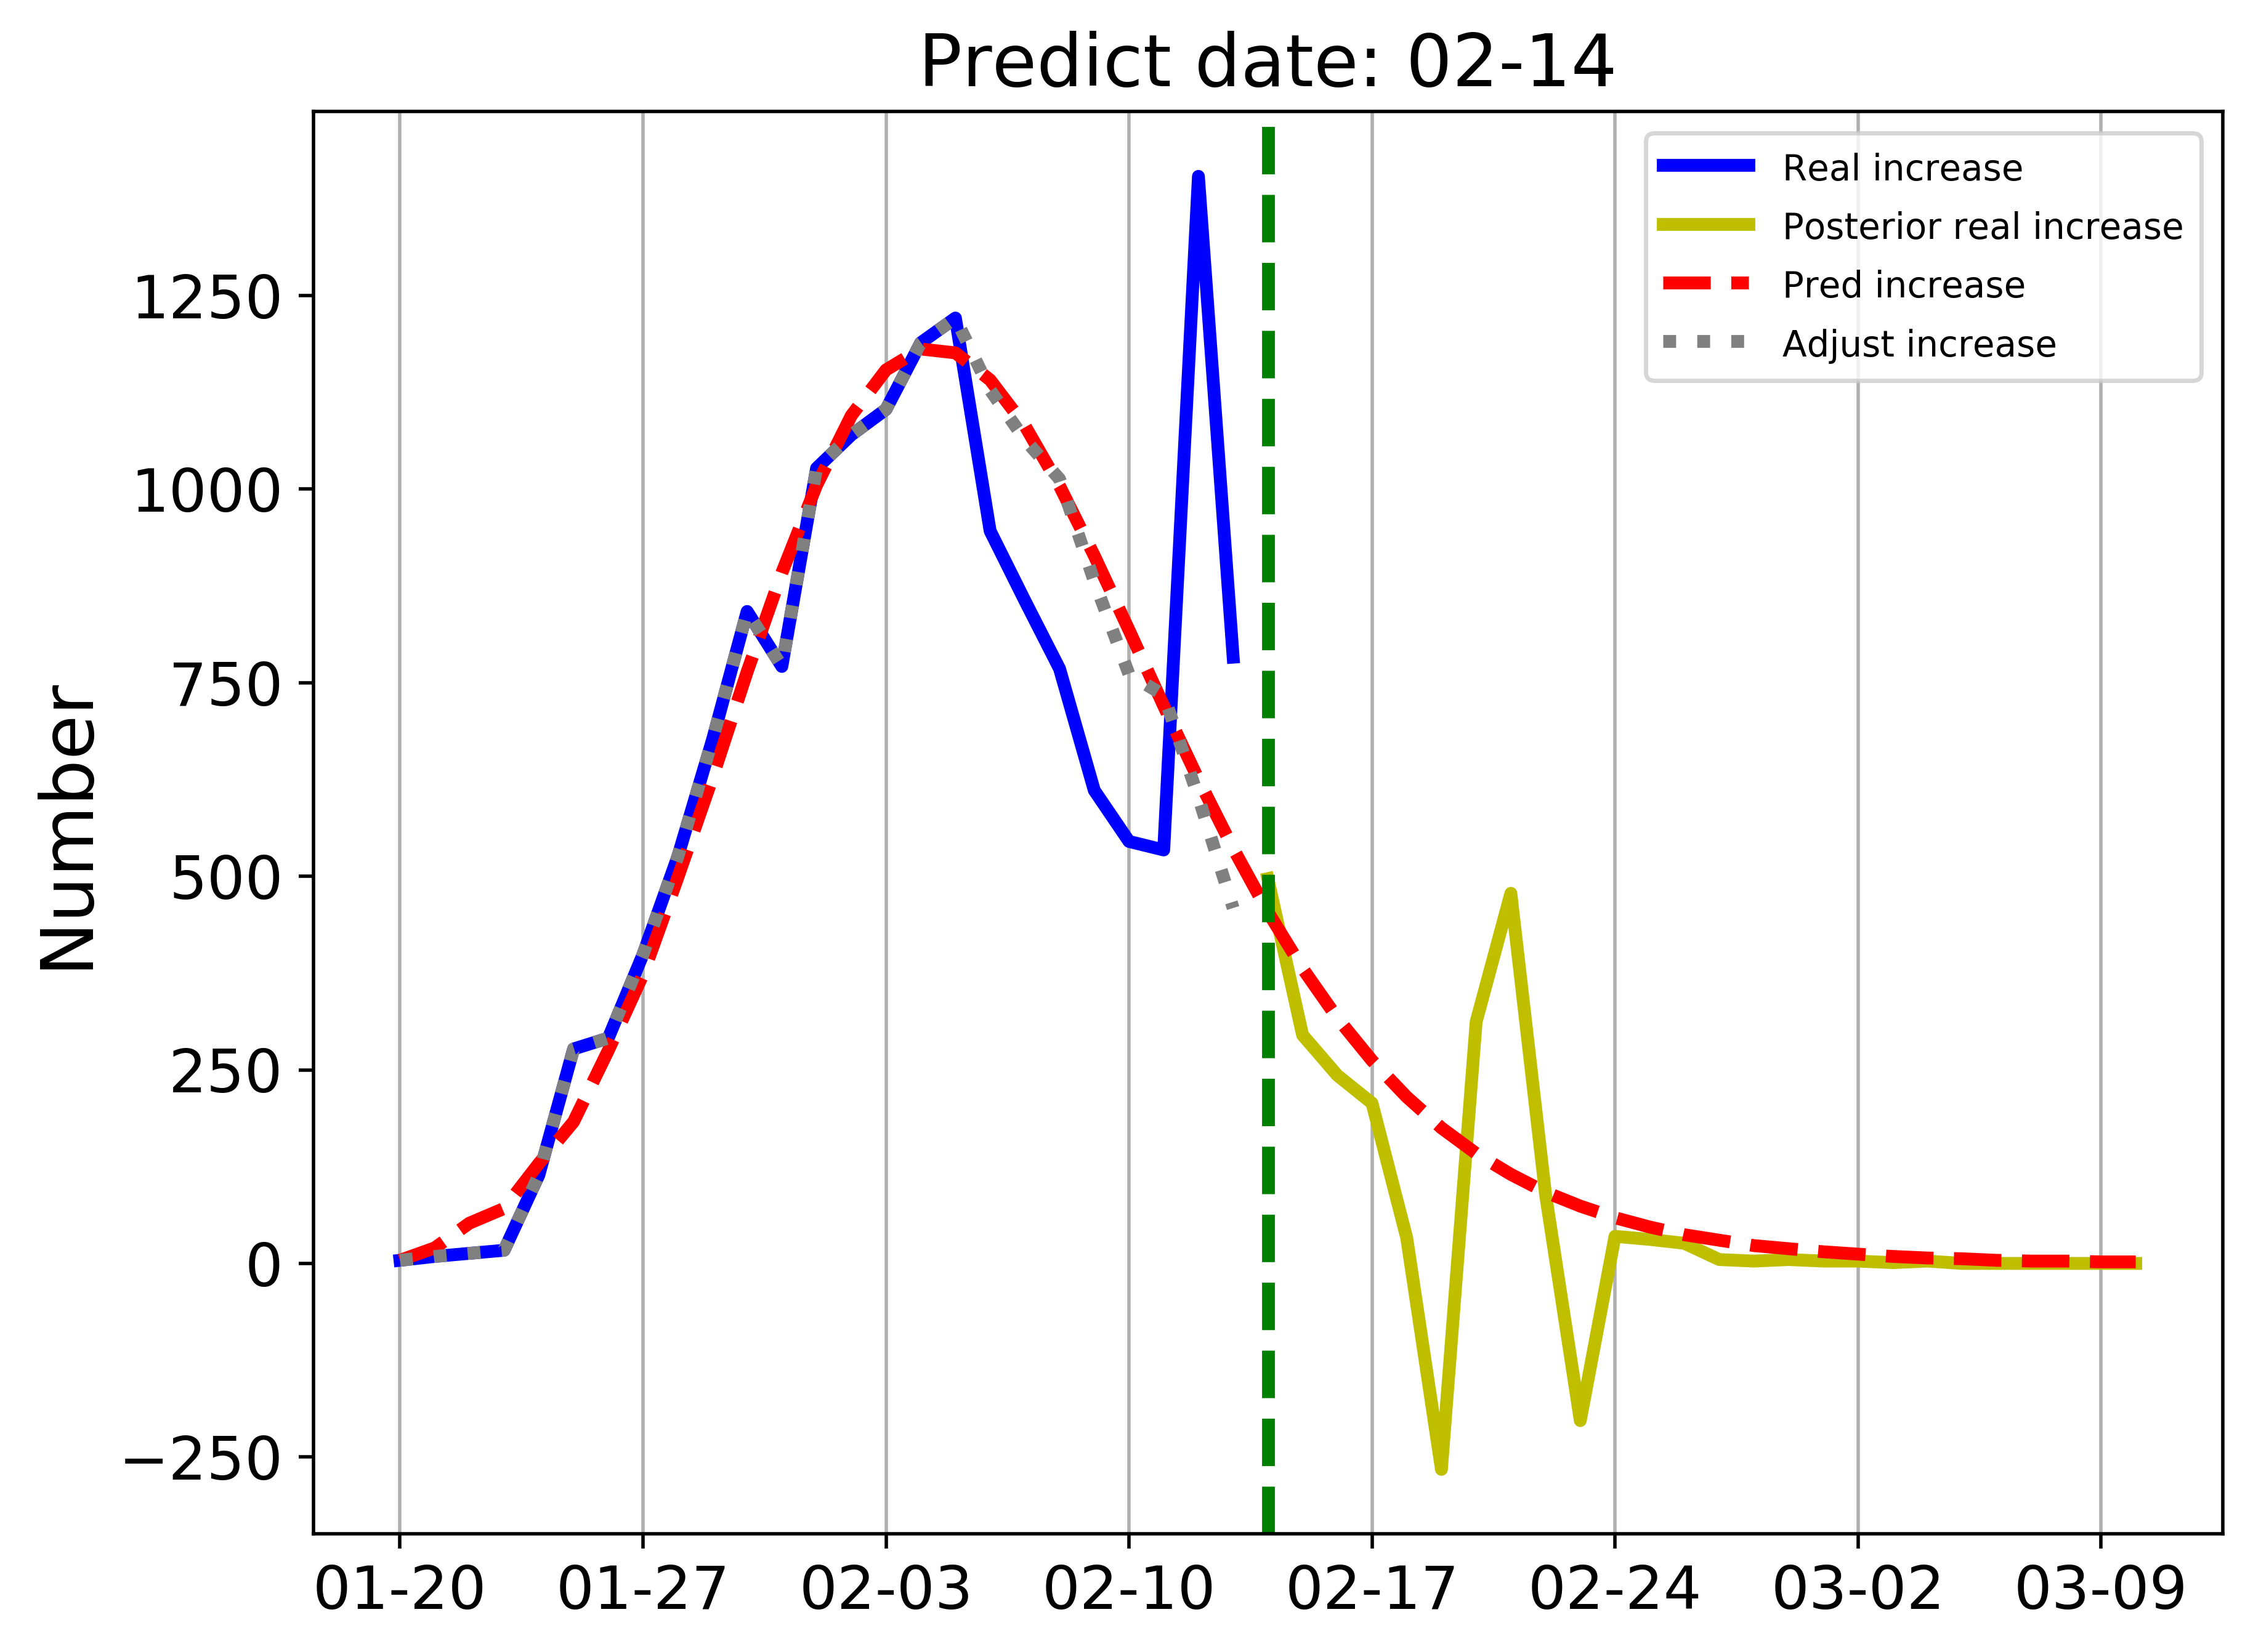 Predict date: 02-14
Real increase
Posterior real increase
Pred increase
Adjust increase
Number
1250
1000
750
500
250
0
−250
01-20 01-27 02-03 02-10 02-17 02-24 03-02 03-09